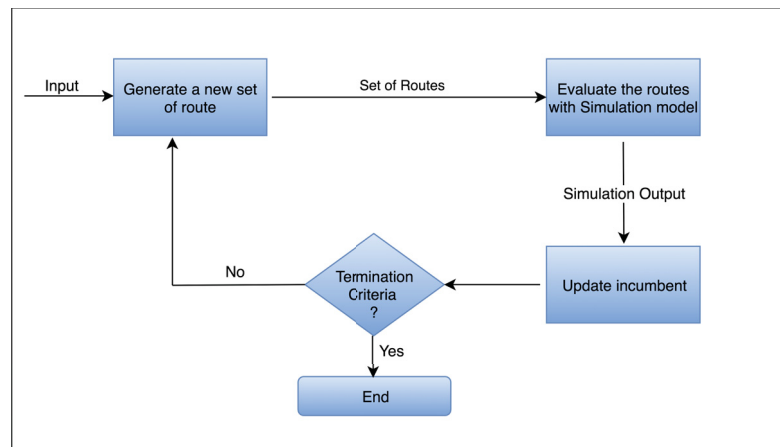 Input
Generate a new set
of route
Set of Routes
Evaluate the routes
with Simulation model
Simulation Output
Update incumbent
Termination
Criteria
?
No
Yes
End